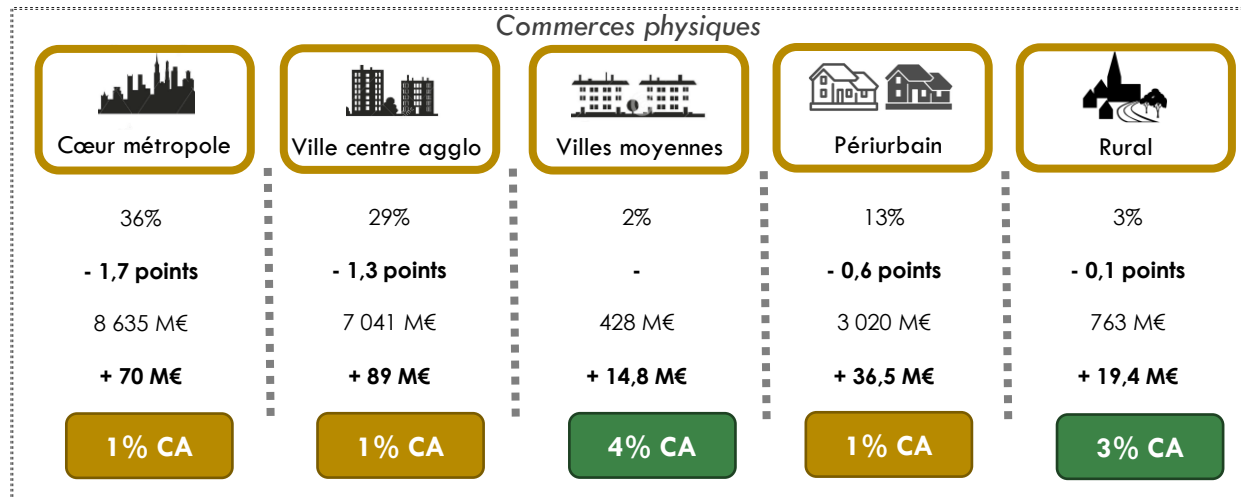 Commerces physiques
Cœur métropole
Ville centre agglo
Villes moyennes
Périurbain
Rural
36%
29%
2%
13%
3%
- 1,7 points
- 1,3 points
-
- 0,6 points
- 0,1 points
8 635 M€
7 041 M€
428 M€
3 020 M€
763 M€
+ 70 M€
+ 89 M€
+ 14,8 M€
+ 36,5 M€
+ 19,4 M€
1% CA
1% CA
4% CA
1% CA
3% CA